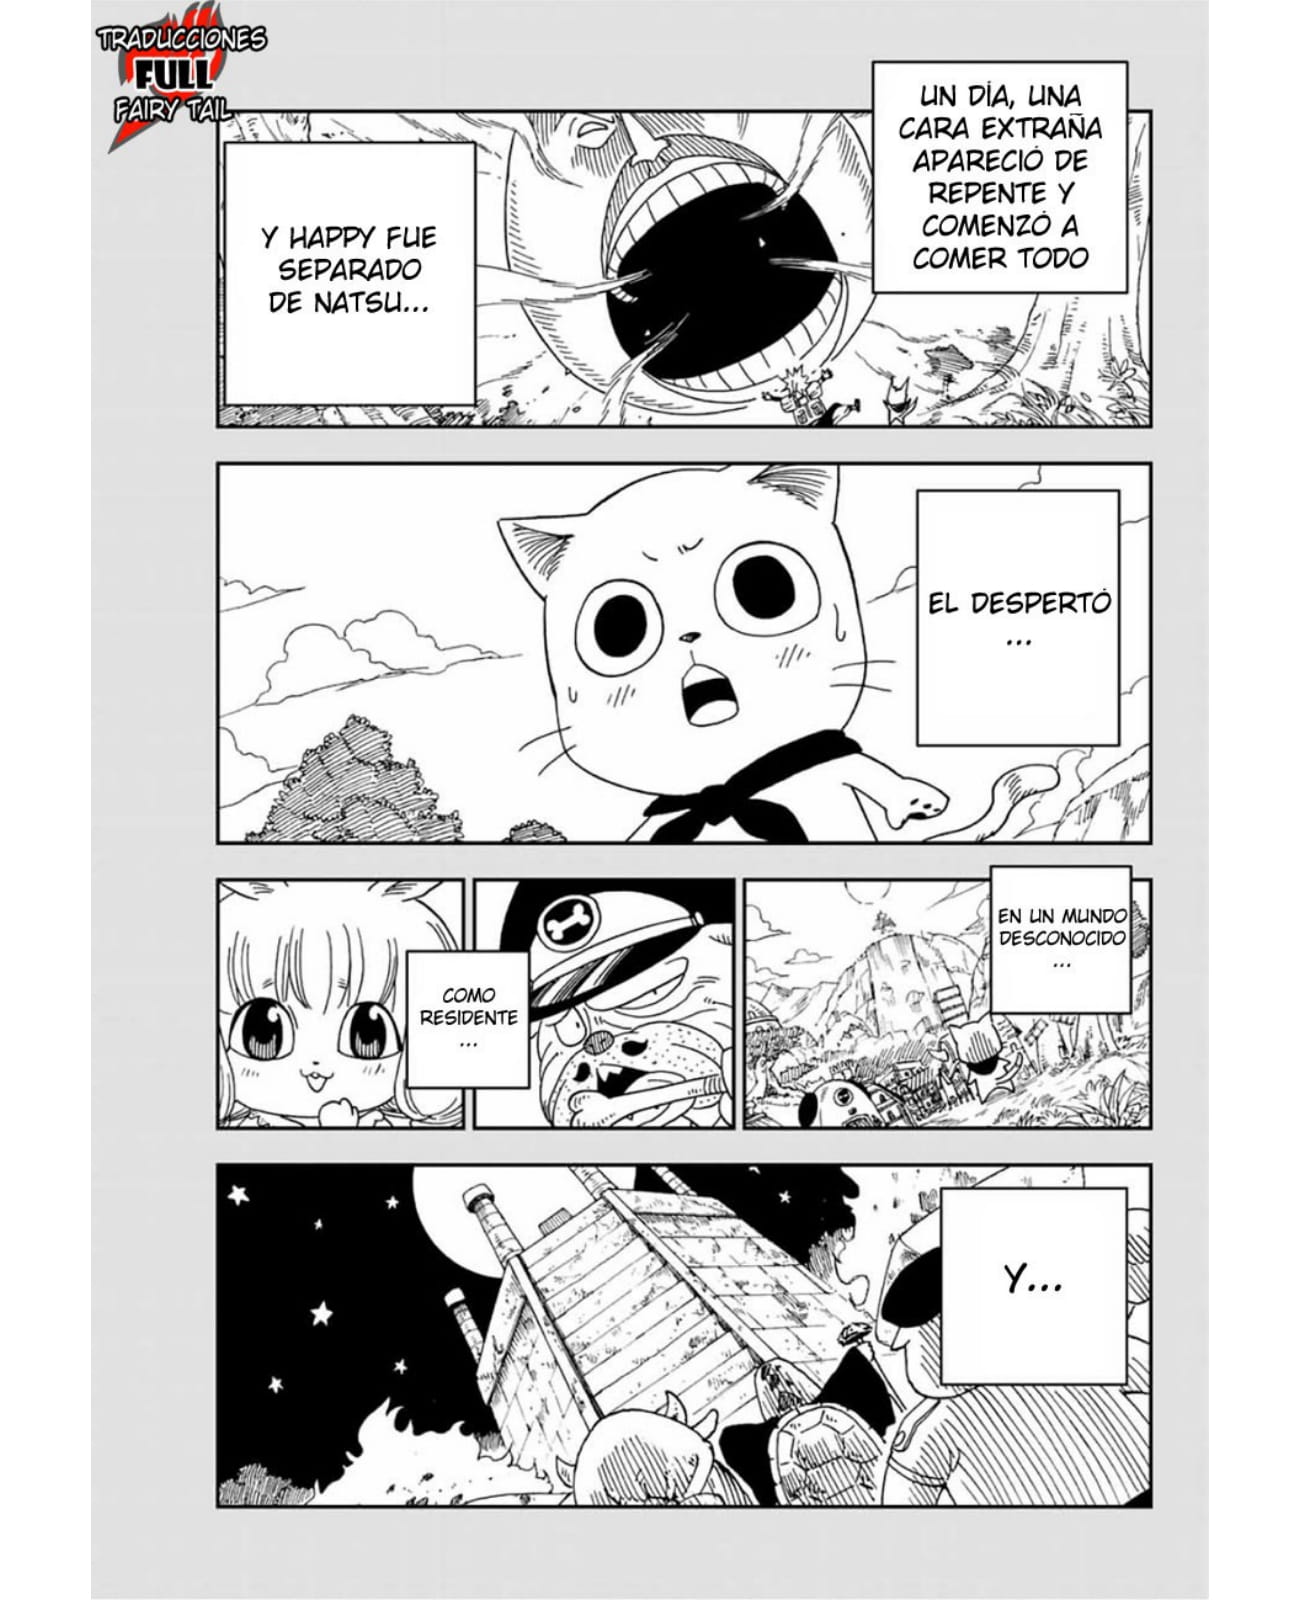 TRADUCCIONES
FULL
FAIRY TAIL
UN DÍA, UNA
CARA EXTRAÑA
APARECIÓ DE
REPENTE Y
COMENZÓ A
COMER TODO
Y HAPPY FUE
SEPARADO
DE NATSU...
EL DESPERTÓ
...
EN UN MUNDO
DESCONOCIDO
...
COMO
RESIDENTE
...
Y...